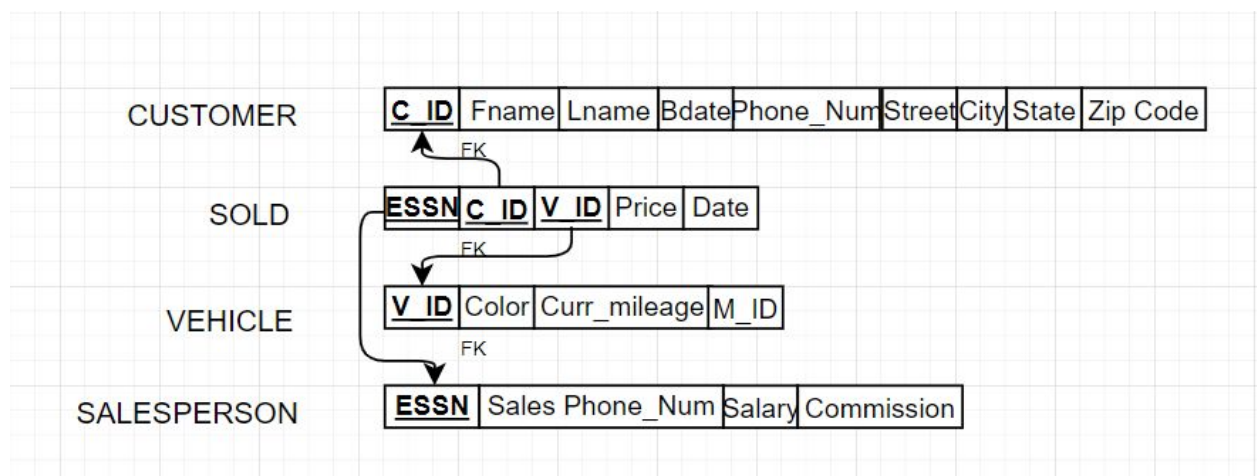 CUSTOMER C_ID Fname Lname Bdate Phone_Num Street City State Zip Code
FK
SOLD ESSN C_ID V_ID Price Date
FK
VEHICLE V_ID Color Curr_mileage M_ID
FK
SALESPERSON ESSN Sales Phone_Num Salary Commission